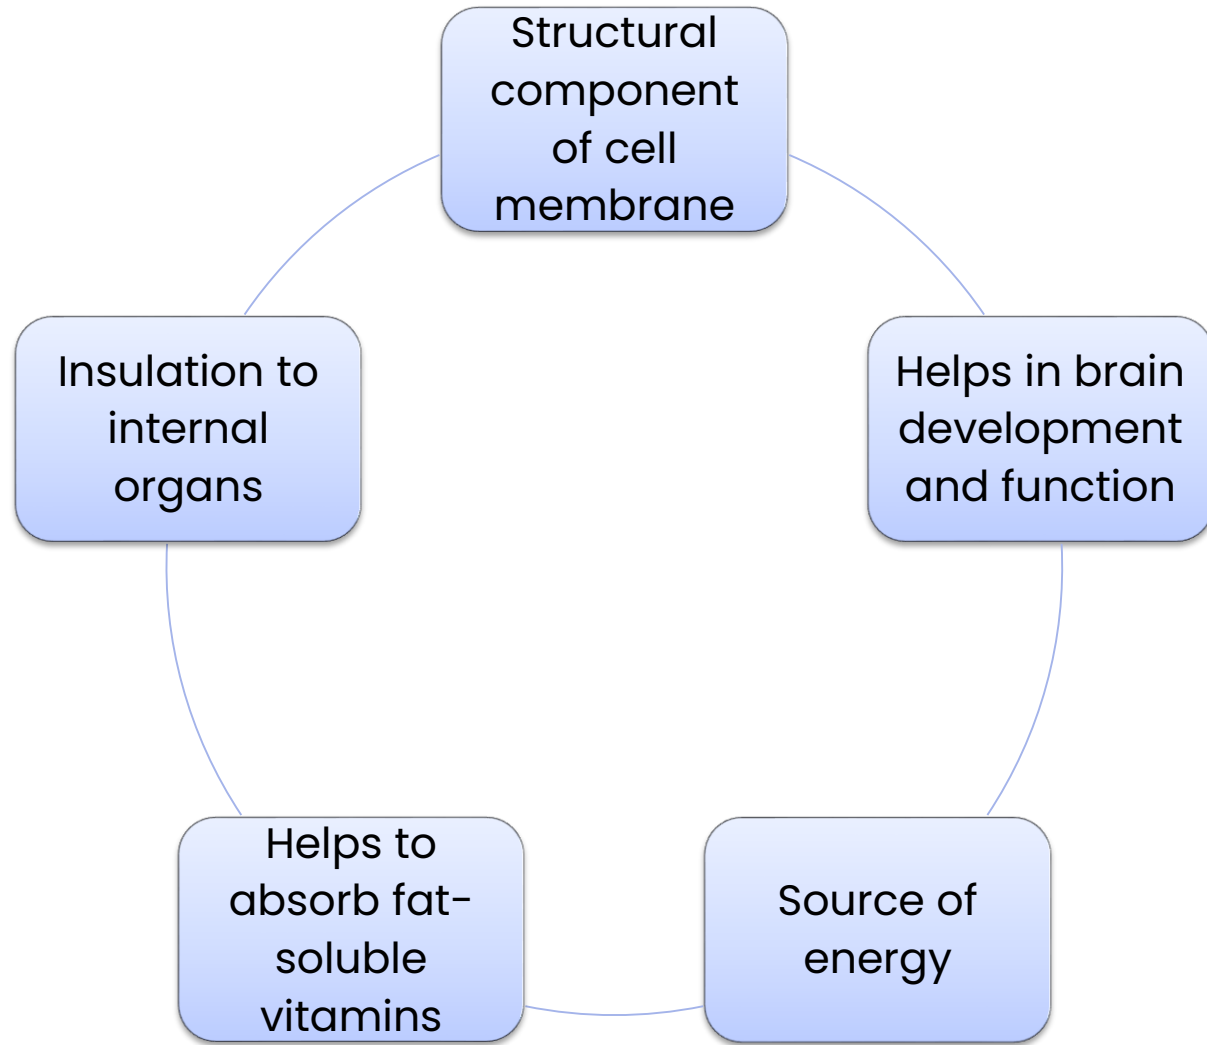 Structural
component
of cell
membrane
Helps in brain
development
and function
Source of
energy
Helps to
absorb fat-
soluble
vitamins
Insulation to
internal
organs